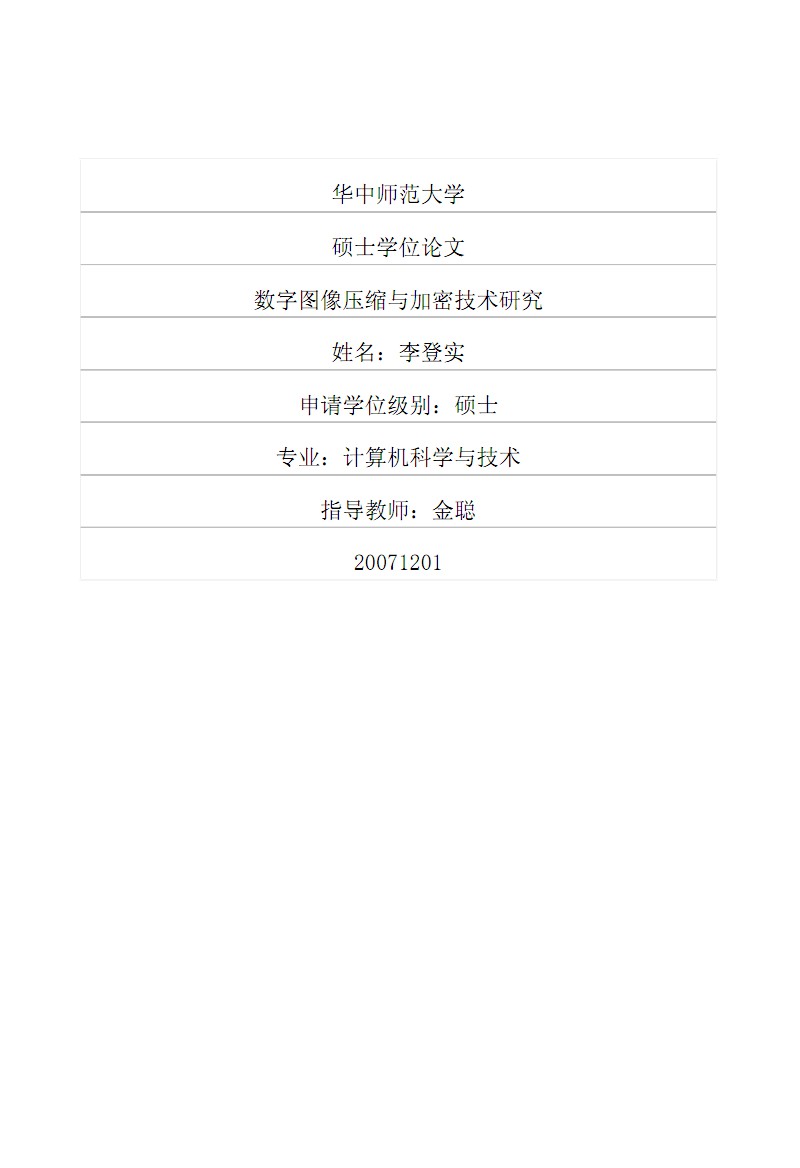 华中师范大学
硕士学位论文
数字图像压缩与加密技术研究
姓名：李登实
申请学位级别：硕士
专业：计算机科学与技术
指导教师：金聪
20071201